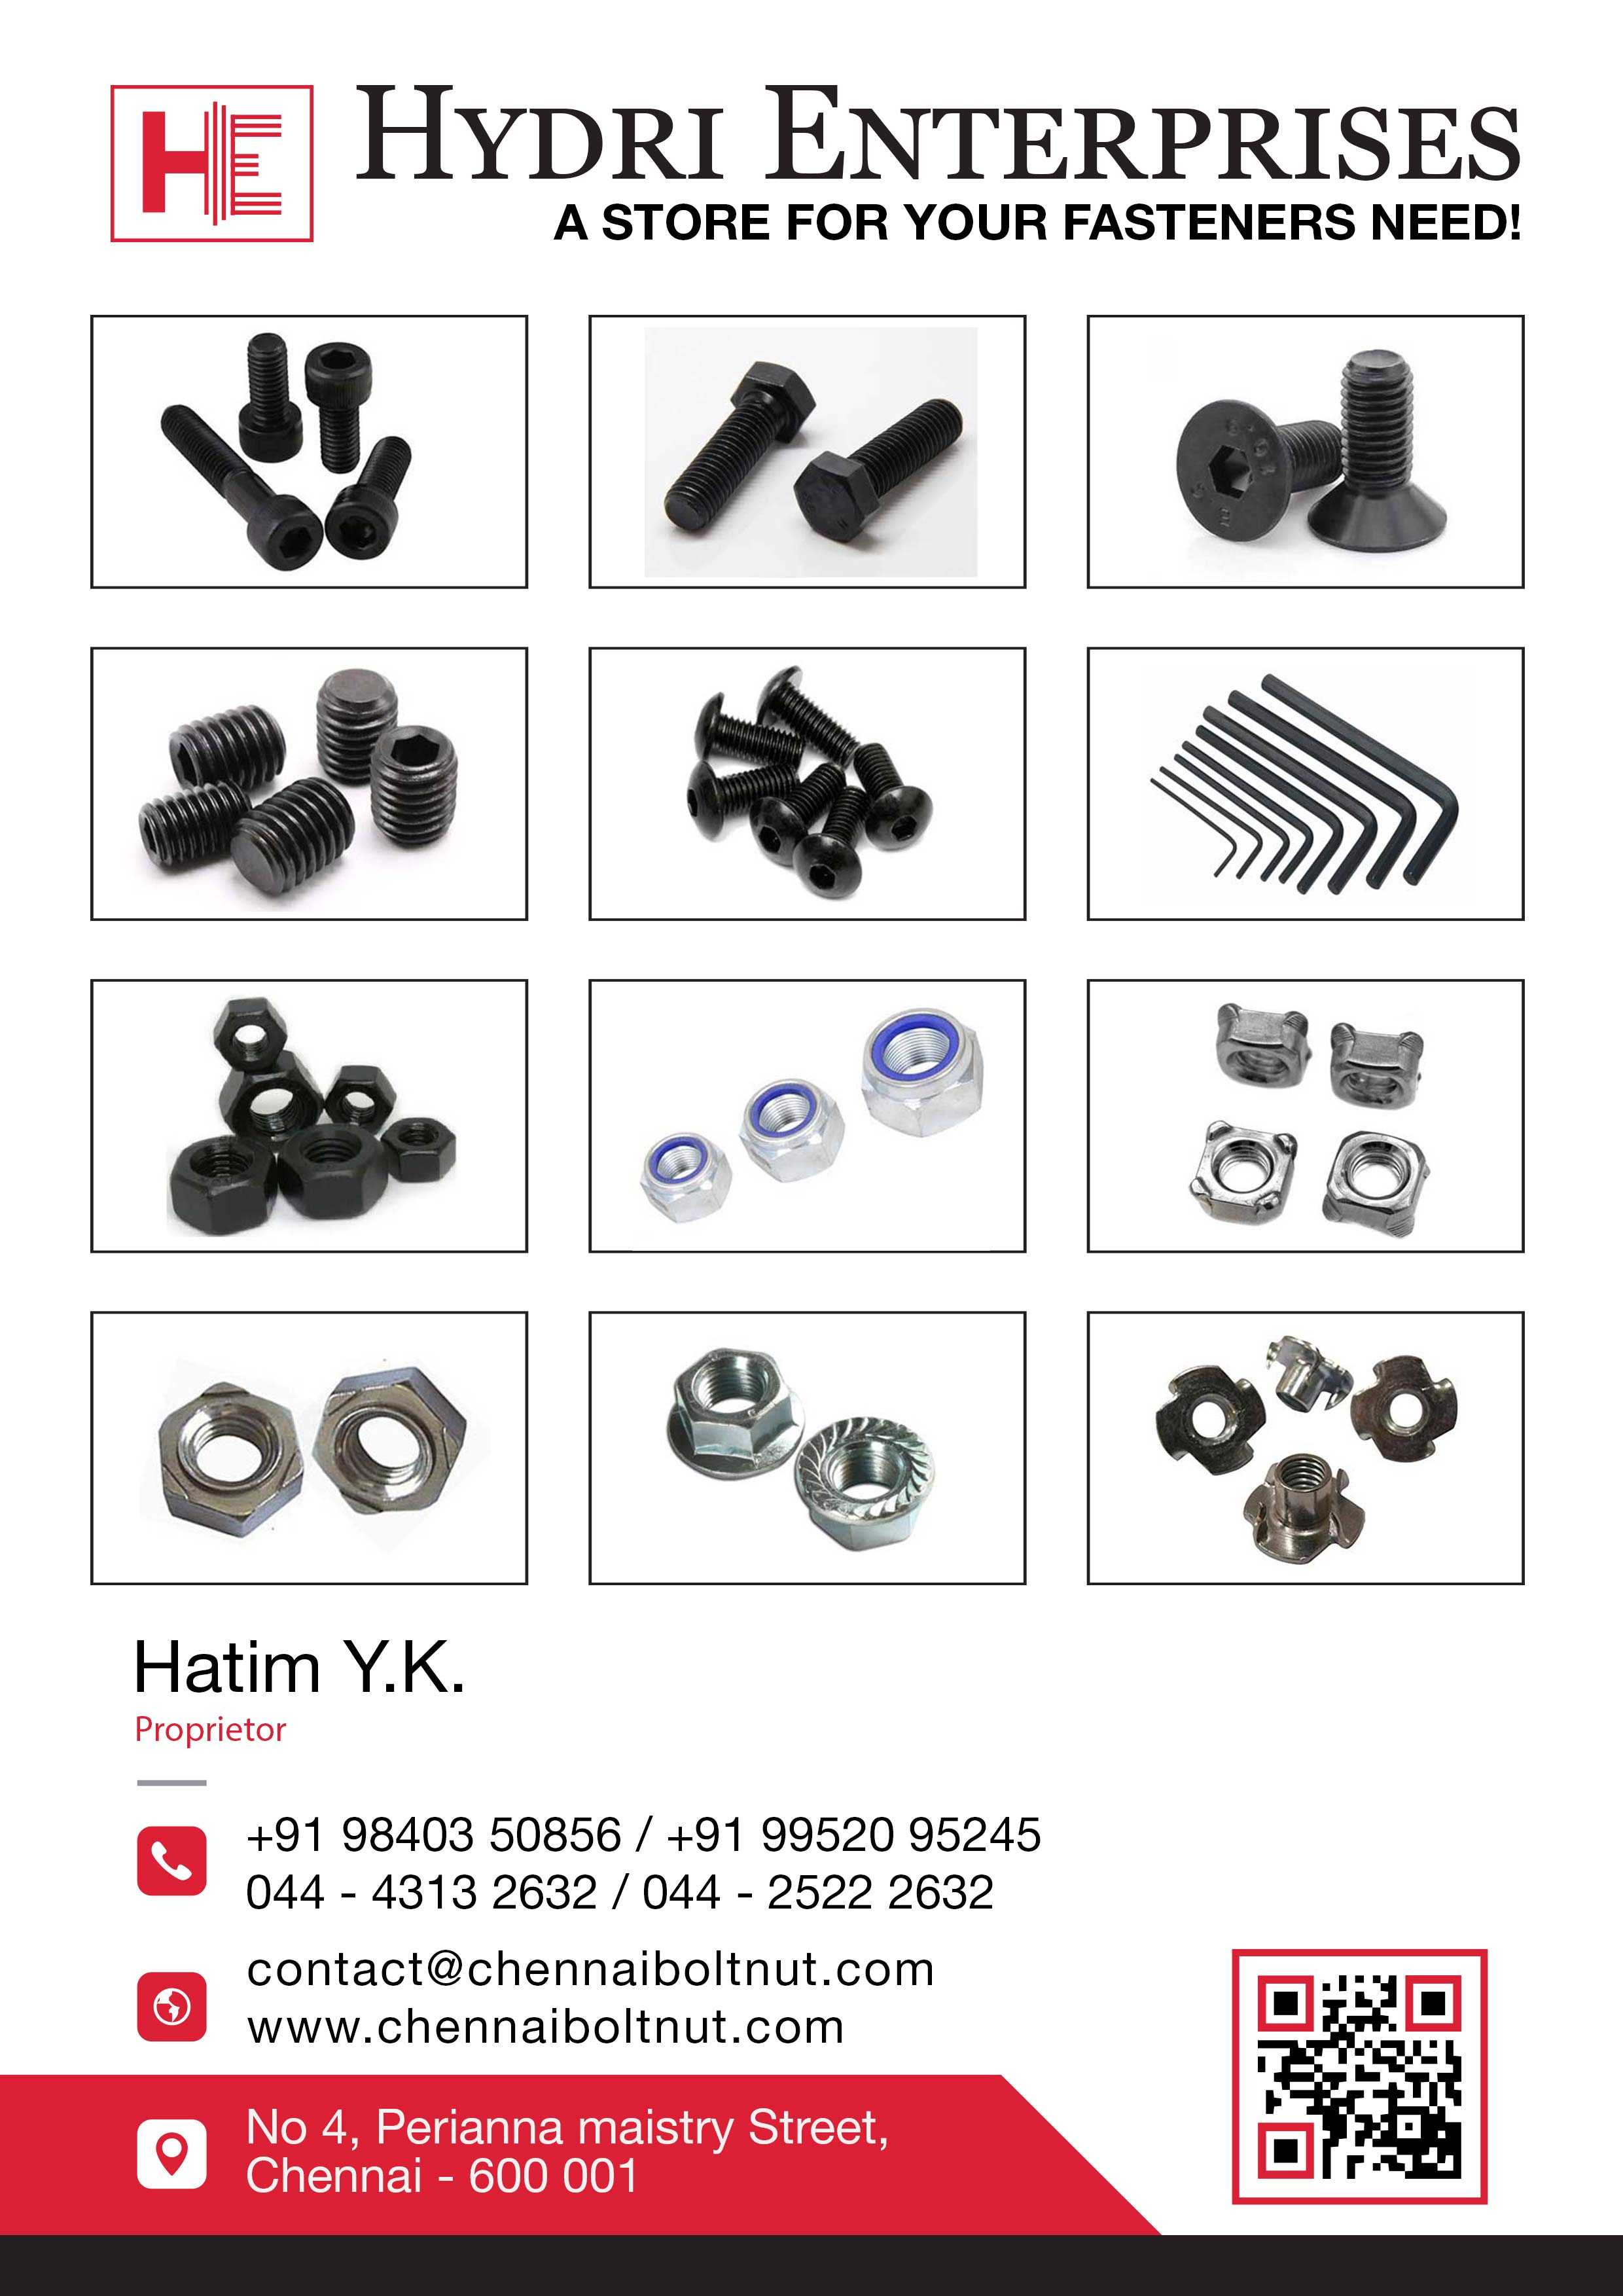 HE
HYDRI ENTERPRISES
A STORE FOR YOUR FASTENERS NEED!
Hatim Y.K.
Proprietor
+91 98403 50856 / +91 99520 95245
044 - 4313 2632 / 044 - 2522 2632
contact@chennaiboltnut.com
www.chennaiboltnut.com
No 4, Perianna maistry Street,
Chennai - 600 001